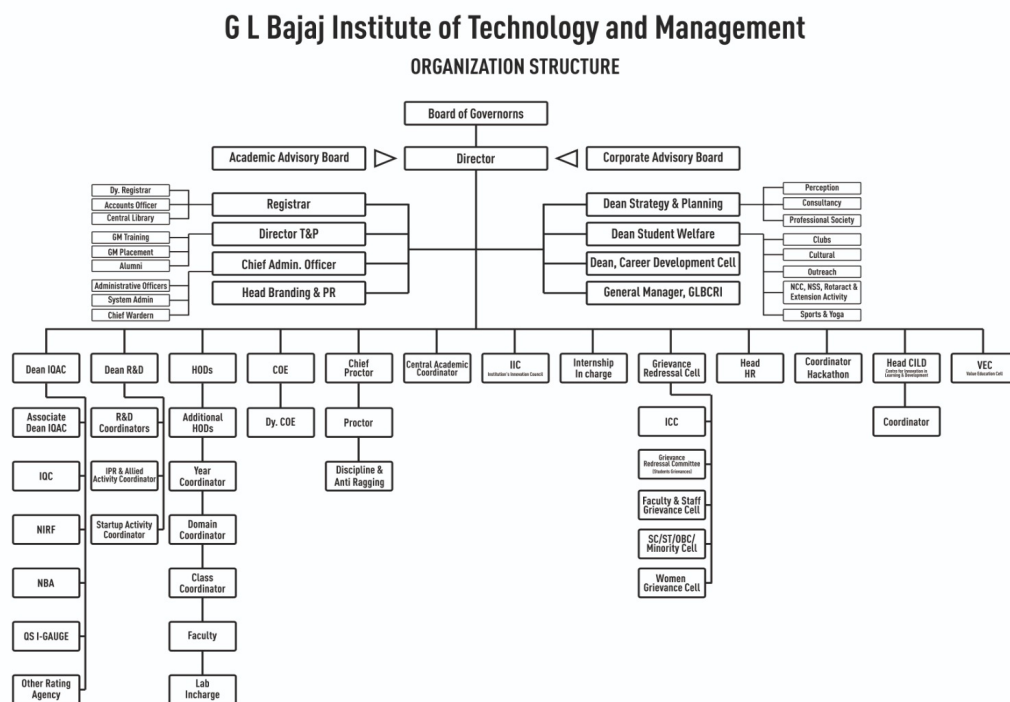 G L Bajaj Institute of Technology and Management
ORGANIZATION STRUCTURE
Board of Governorns
Academic Advisory Board
Director
Corporate Advisory Board
Dy. Registrar
Accounts Officer
Central Library
Registrar
GM Training
GM Placement
Alumni
Director T&P
Administrative Officers
System Admin
Chief Wardern
Chief Admin. Officer
Head Branding & PR
Dean Strategy & Planning
Perception
Consultancy
Professional Society
Dean Student Welfare
Clubs
Cultural
Outreach
NCC, NSS, Rotaract &
Extension Activity
Sports & Yoga
Dean, Career Development Cell
General Manager, GLBCRI
Dean IQAC
Associate
Dean IQAC
IQC
NIRF
NBA
QS I-GAUGE
Other Rating
Agency
Dean R&D
R&D
Coordinators
IPR & Allied
Activity Coordinator
Startup Activity
Coordinator
HODs
Additional
HODs
Year
Coordinator
Domain
Coordinator
Class
Coordinator
Faculty
Lab
Incharge
COE
Dy. COE
Chief
Proctor
Proctor
Discipline &
Anti Ragging
Central Academic
Coordinator
IIC
Institution's Innovation Council
Internship
In charge
Grievance
Redressal Cell
ICC
Grievance
Redressal Committee
(Students Grievances)
Faculty & Staff
Grievance Cell
SC/ST/OBC/
Minority Cell
Women
Grievance Cell
Head
HR
Coordinator
Hackathon
Head CILD
Centre for Innovation in
Learning & Development
Coordinator
VEC
Value Education Cell